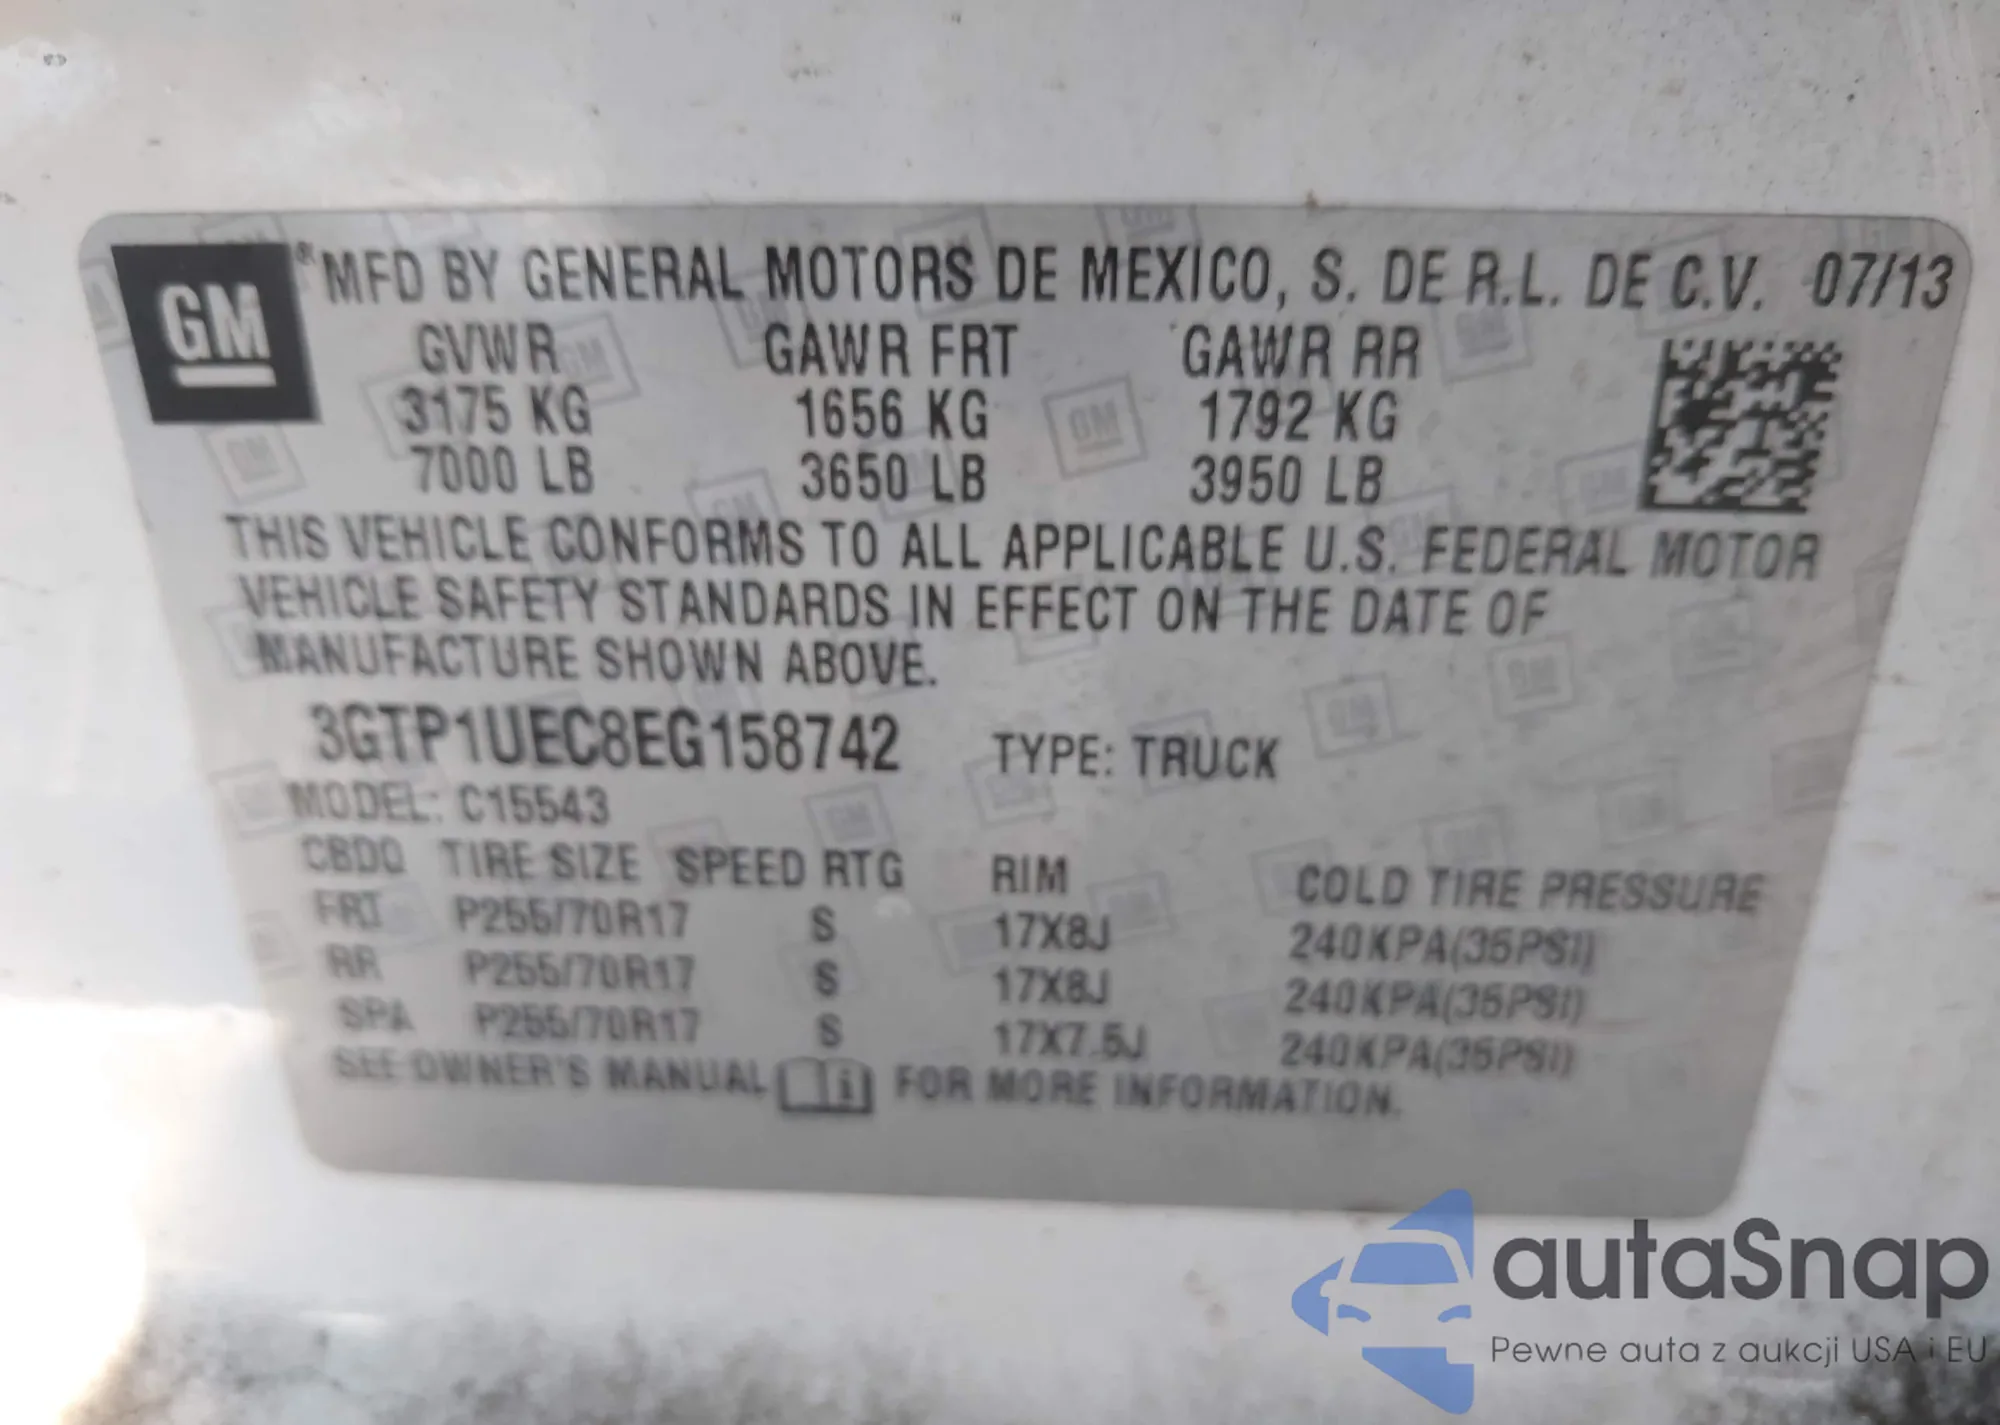 GM
® MFD BY GENERAL MOTORS DE MEXICO, S. DE R.L. DE C.V. 07/13
GVWR GAWR FRT GAWR RR
3175 KG 1656 KG 1792 KG
7000 LB 3650 LB 3950 LB
THIS VEHICLE CONFORMS TO ALL APPLICABLE U.S. FEDERAL MOTOR
VEHICLE SAFETY STANDARDS IN EFFECT ON THE DATE OF
MANUFACTURE SHOWN ABOVE.
3GTP1UEC8EG158742 TYPE: TRUCK
MODEL: C15543
CBDQ TIRE SIZE SPEED RTG RIM COLD TIRE PRESSURE
FRT P255/70R17 S 17X8J 240KPA(35PSI)
RR P255/70R17 S 17X8J 240KPA(35PSI)
SPA P255/70R17 S 17X7.5J 240KPA(35PSI)
SEE OWNER'S MANUAL FOR MORE INFORMATION.
autaSnap
Pewne auta z aukcji USA i EU